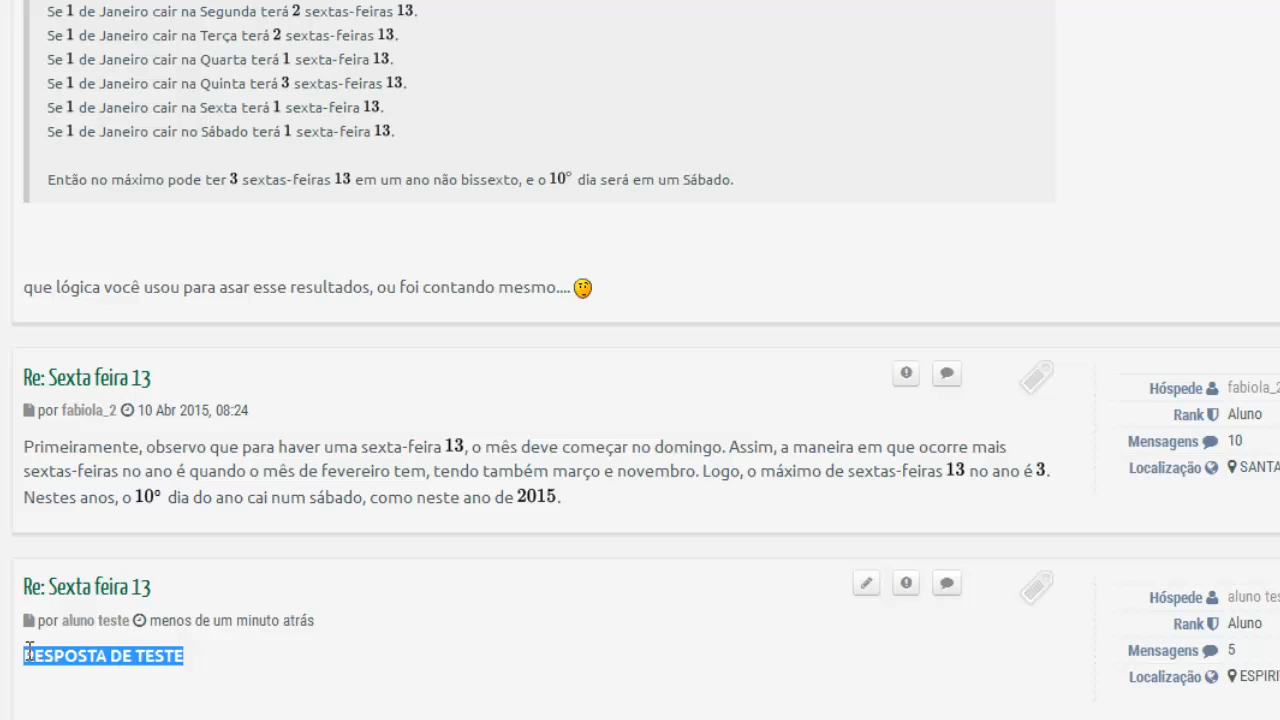 Se 1 de Janeiro cair na Segunda terá 2 sextas-feiras 13.
Se 1 de Janeiro cair na Terça terá 2 sextas-feiras 13.
Se 1 de Janeiro cair na Quarta terá 1 sexta-feira 13.
Se 1 de Janeiro cair na Quinta terá 3 sextas-feiras 13.
Se 1 de Janeiro cair na Sexta terá 1 sexta-feira 13.
Se 1 de Janeiro cair no Sábado terá 1 sexta-feira 13.
Então no máximo pode ter 3 sextas-feiras 13 em um ano não bissexto, e o 10° dia será em um Sábado.
que lógica você usou para asar esse resultados, ou foi contando mesmo....
Re: Sexta feira 13
por fabiola_2 10 Abr 2015, 08:24
Primeiramente, observo que para haver uma sexta-feira 13, o mês deve começar no domingo. Assim, a maneira em que ocorre mais
sextas-feiras no ano é quando o mês de fevereiro tem, tendo também março e novembro. Logo, o máximo de sextas-feiras 13 no ano é 3.
Nestes anos, o 10° dia do ano cai num sábado, como neste ano de 2015.
Hóspede fabiola_2
Rank Aluno
Mensagens 10
Localização SANTA
Re: Sexta feira 13
por aluno teste menos de um minuto atrás
RESPOSTA DE TESTE
Hóspede aluno tes
Rank Aluno
Mensagens 5
Localização ESPIRI